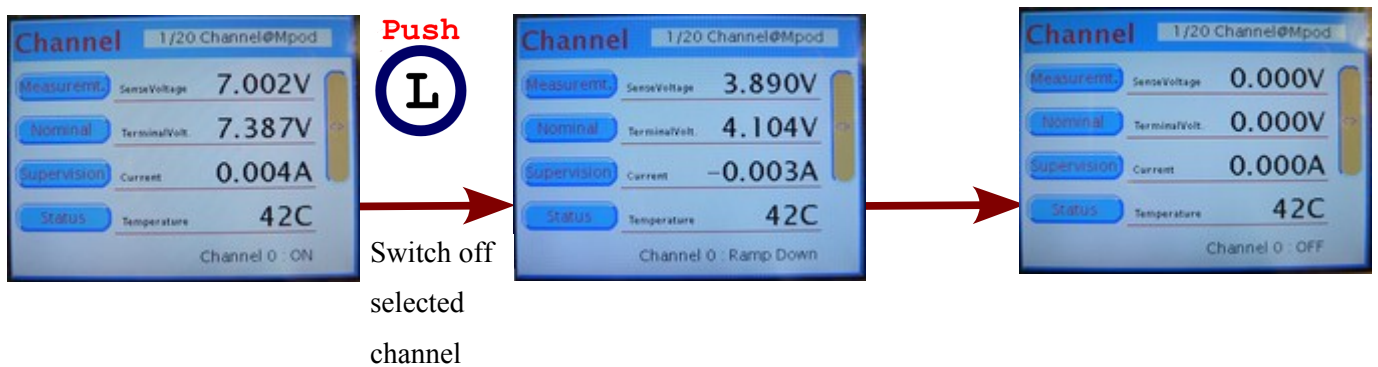 Channel 1/20 Channel@Mpod
Measuremt. SenseVoltage 7.002V
<>
Nominal TerminalVolt. 7.387V
Supervision Current 0.004A
Status Temperature 42C
Channel 0 : ON
Push
L
Switch off
selected
channel
Channel 1/20 Channel@Mpod
Measuremt. SenseVoltage 3.890V
<>
Nominal TerminalVolt. 4.104V
Supervision Current -0.003A
Status Temperature 42C
Channel 0 : Ramp Down
Channel 1/20 Channel@Mpod
Measuremt. SenseVoltage 0.000V
<>
Nominal TerminalVolt. 0.000V
Supervision Current 0.000A
Status Temperature 42C
Channel 0 : OFF